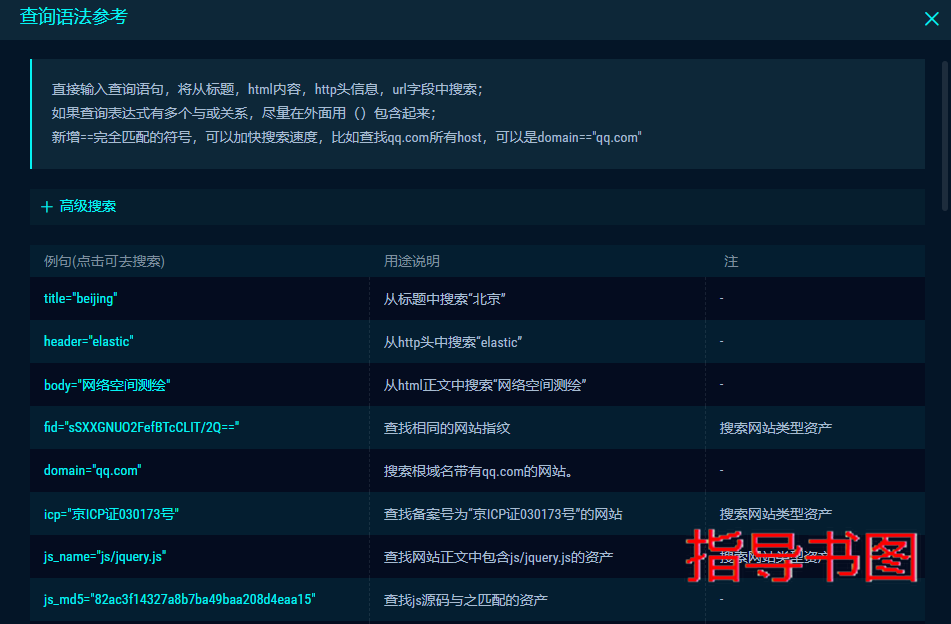 查询语法参考
直接输入查询语句，将从标题，html内容，http头信息，url字段中搜索；
如果查询表达式有多个与或关系，尽量在外面用（）包含起来；
新增==完全匹配的符号，可以加快搜索速度，比如查找qq.com所有host，可以是domain=="qq.com"
＋ 高级搜索
例句(点击可去搜索) 用途说明 注
title="beijing" 从标题中搜索“北京” -
header="elastic" 从http头中搜索“elastic” -
body="网络空间测绘" 从html正文中搜索“网络空间测绘” -
fid="sSXXGNUO2FefBTcCLIT/2Q==" 查找相同的网站指纹 搜索网站类型资产
domain="qq.com" 搜索根域名带有qq.com的网站。 -
icp="京ICP证030173号" 查找备案号为“京ICP证030173号”的网站 搜索网站类型资产
js_name="js/jquery.js" 查找网站正文中包含js/jquery.js的资产 搜索网站类型资产
js_md5="82ac3f14327a8b7ba49baa208d4eaa15" 查找js源码与之匹配的资产 -
指导书图